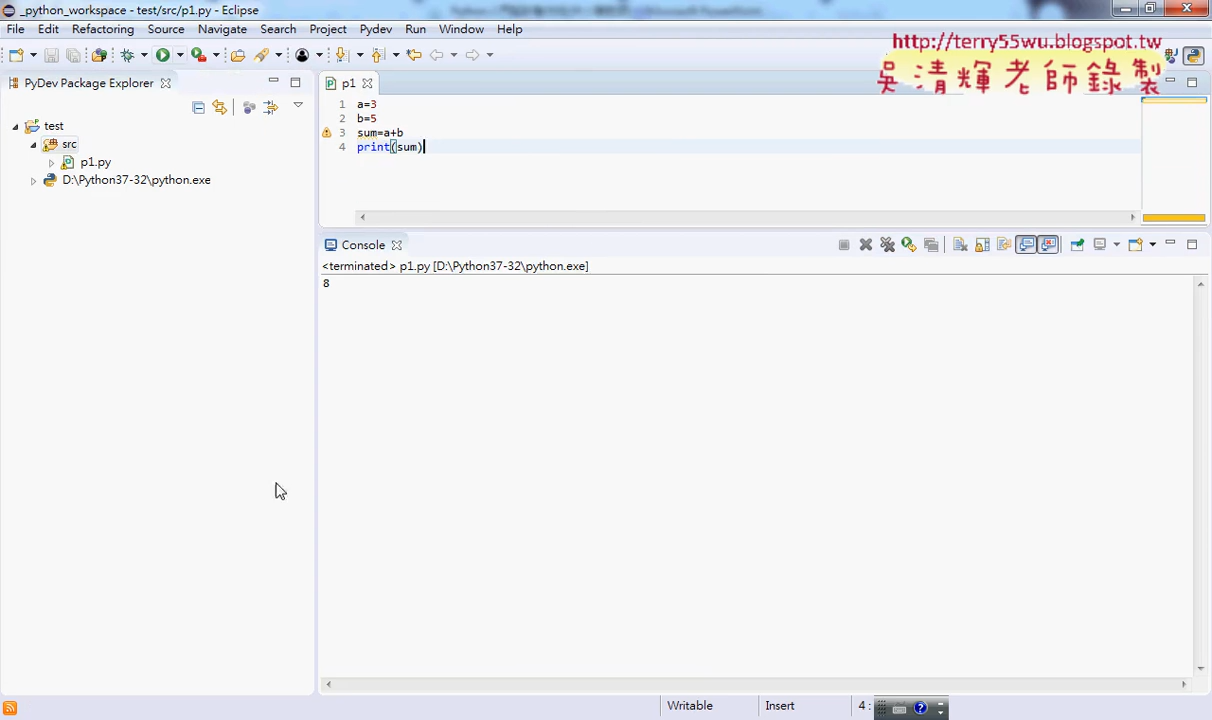 _python_workspace - test/src/p1.py - Eclipse
File Edit Refactoring Source Navigate Search Project Pydev Run Window Help
http://terry55wu.blogspot.tw
吳清輝老師錄製
PyDev Package Explorer
test
src
p1.py
D:\Python37-32\python.exe
p1
1 a=3
2 b=5
3 sum=a+b
4 print(sum)
Console
<terminated> p1.py [D:\Python37-32\python.exe]
8
Writable Insert 4 :